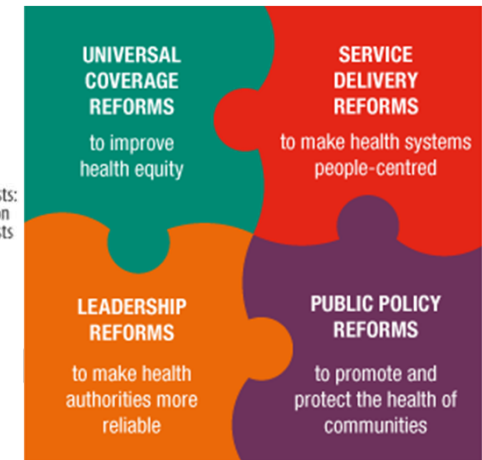 UNIVERSAL
COVERAGE
REFORMS
to improve
health equity
SERVICE
DELIVERY
REFORMS
to make health systems
people-centred
LEADERSHIP
REFORMS
to make health
authorities more
reliable
PUBLIC POLICY
REFORMS
to promote and
protect the health of
communities